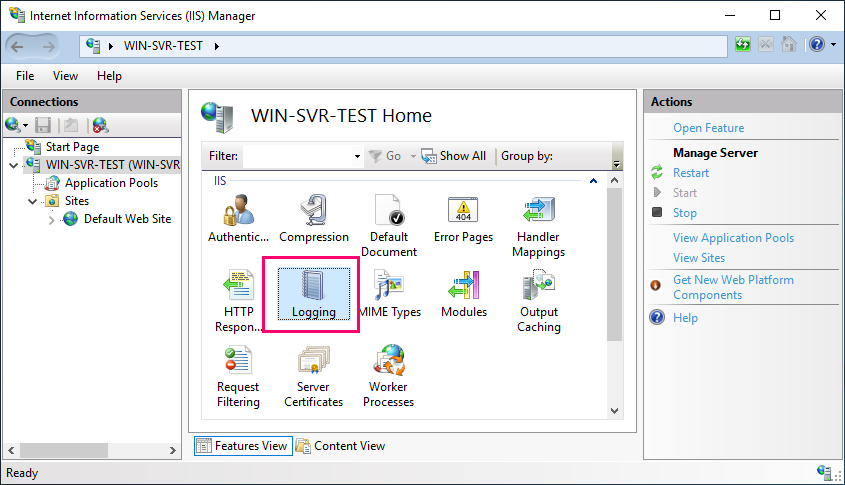 Internet Information Services (IIS) Manager
WIN-SVR-TEST
File View Help
Connections
Start Page
WIN-SVR-TEST (WIN-SVR
Application Pools
Sites
Default Web Site
WIN-SVR-TEST Home
Filter: Go Show All Group by:
IIS
Authentic... Compression Default Document Error Pages Handler Mappings
404
HTTP Respon... Logging MIME Types Modules Output Caching
Request Filtering Server Certificates Worker Processes
Features View Content View
Actions
Open Feature
Manage Server
Restart
Start
Stop
View Application Pools
View Sites
Get New Web Platform
Components
Help
Ready